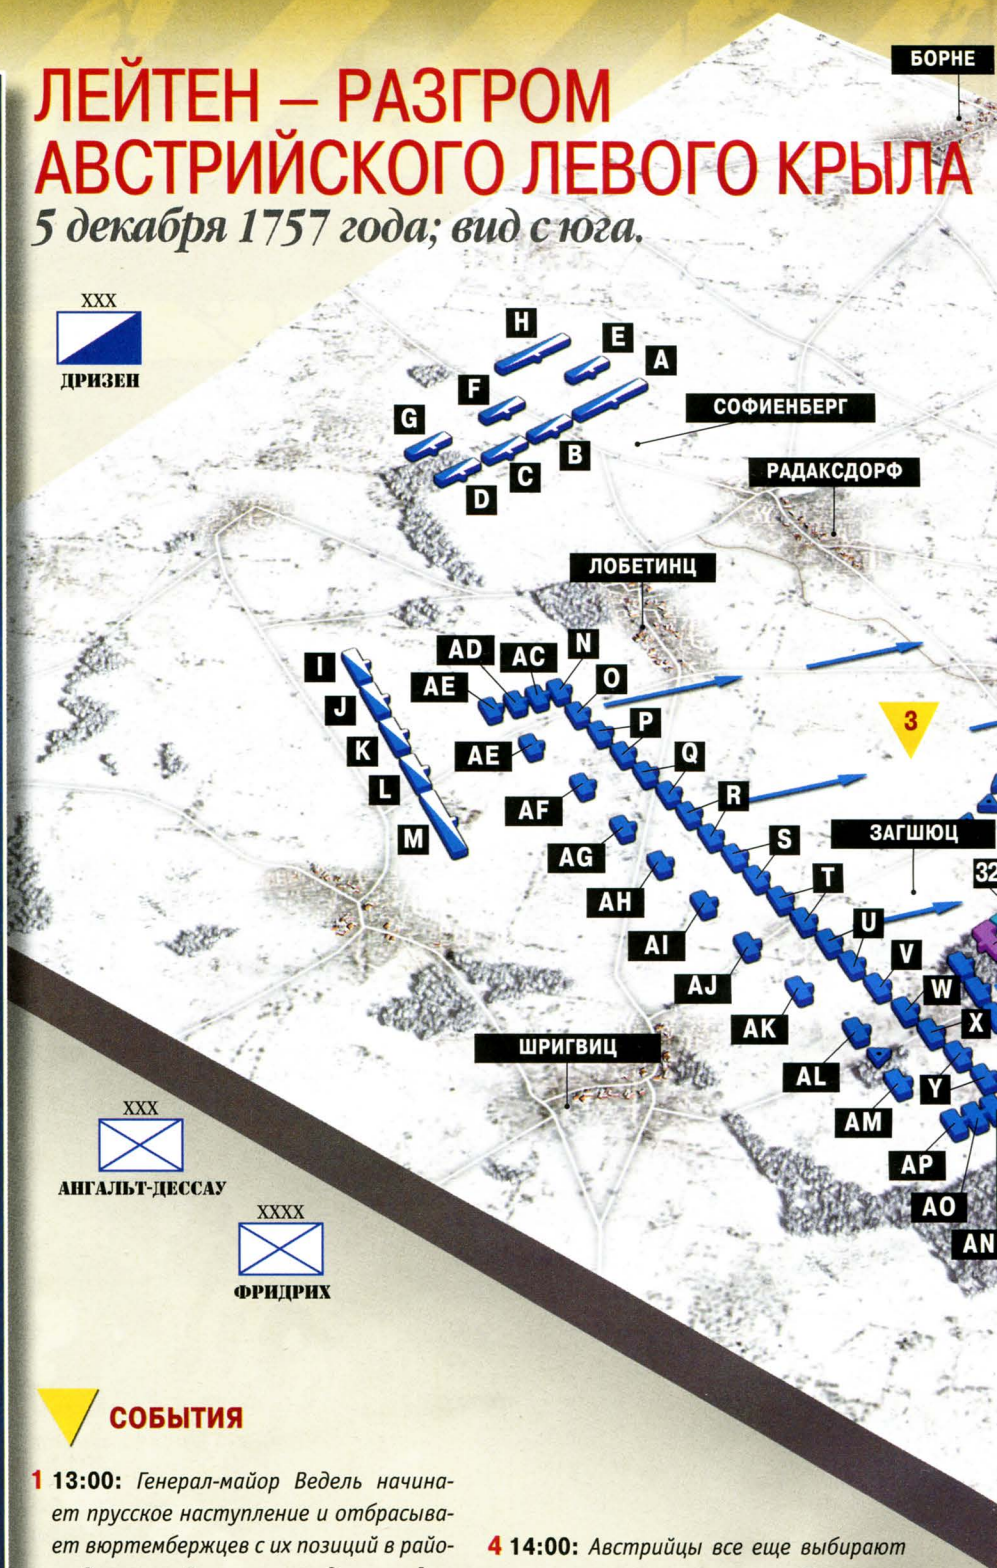 БОРНЕ
ЛЕЙТЕН – РАЗГРОМ
АВСТРИЙСКОГО ЛЕВОГО КРЫЛА
5 декабря 1757 года; вид с юга.
XXX
ДРИЗЕН
H
E
A
F
G
B
C
D
СОФИЕНБЕРГ
РАДАКСДОРФ
ЛОБЕТИНЦ
I
J
K
L
M
AD
AC
N
AE
O
P
AE
Q
AF
R
AG
S
AH
T
AI
U
AJ
V
AK
W
X
AL
Y
AM
AP
AO
AN
3
ЗАГШЮЦ
32
ШРИГВИЦ
XXX
АНГАЛЬТ-ДЕССАУ
XXXX
ФРИДРИХ
СОБЫТИЯ
1 13:00: Генерал-майор Ведель начина-
ет прусское наступление и отбрасыва-
ет вюртембержцев с их позиций в райо-
4 14:00: Австрийцы все еще выбирают